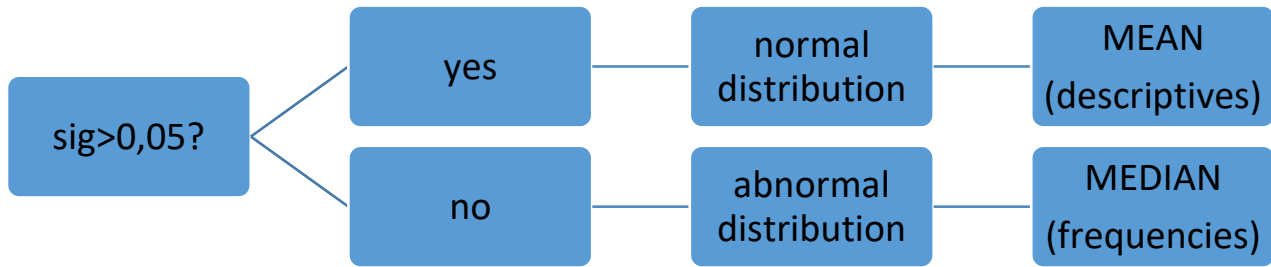 sig>0,05?
yes
normal
distribution
MEAN
(descriptives)
no
abnormal
distribution
MEDIAN
(frequencies)